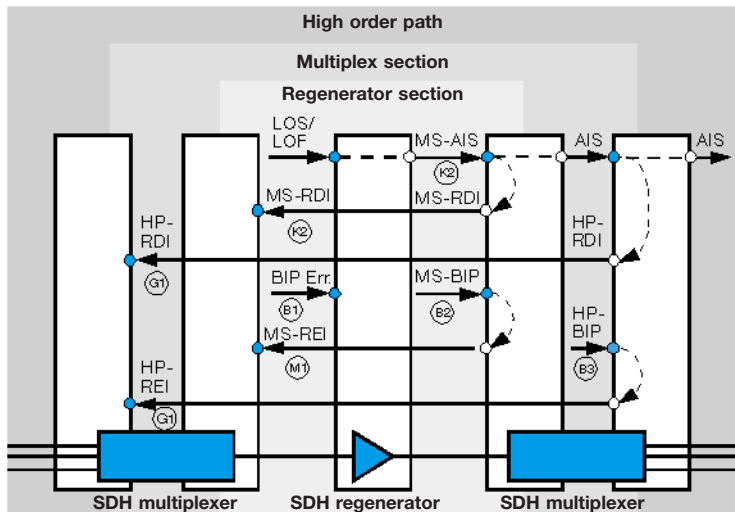 High order path
Multiplex section
Regenerator section
LOS/
LOF
MS-AIS
AIS
AIS
K2
MS-RDI
MS-RDI
K2
HP-
RDI
HP-
RDI
G1
BIP Err.
MS-BIP
B1
B2
HP-
BIP
MS-REI
M1
B3
HP-
REI
G1
SDH multiplexer
SDH regenerator
SDH multiplexer